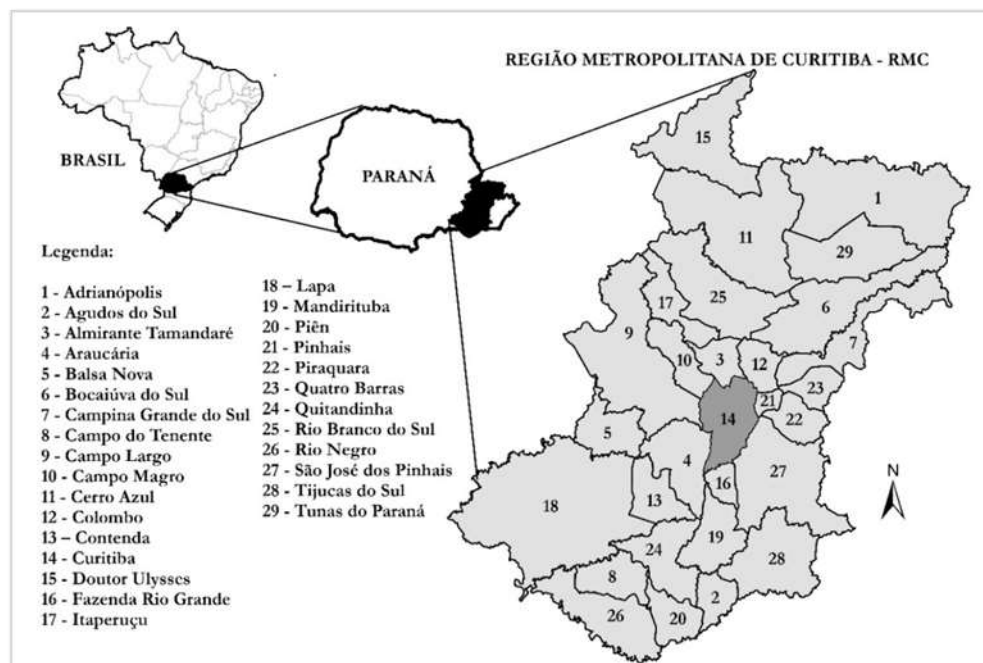 REGIÃO METROPOLITANA DE CURITIBA - RMC
BRASIL
PARANÁ
Legenda:
1 - Adrianópolis
2 - Agudos do Sul
3 - Almirante Tamandaré
4 - Araucária
5 - Balsa Nova
6 - Bocaiúva do Sul
7 - Campina Grande do Sul
8 - Campo do Tenente
9 - Campo Largo
10 - Campo Magro
11 - Cerro Azul
12 - Colombo
13 – Contenda
14 - Curitiba
15 - Doutor Ulysses
16 - Fazenda Rio Grande
17 - Itaperuçu
18 – Lapa
19 - Mandirituba
20 - Piên
21 - Pinhais
22 - Piraquara
23 - Quatro Barras
24 - Quitandinha
25 - Rio Branco do Sul
26 - Rio Negro
27 - São José dos Pinhais
28 - Tijucas do Sul
29 - Tunas do Paraná
15
1
11
29
25
6
17
9
7
10
3
12
23
21
22
14
5
4
27
16
18
13
N
19
24
28
8
2
26
20